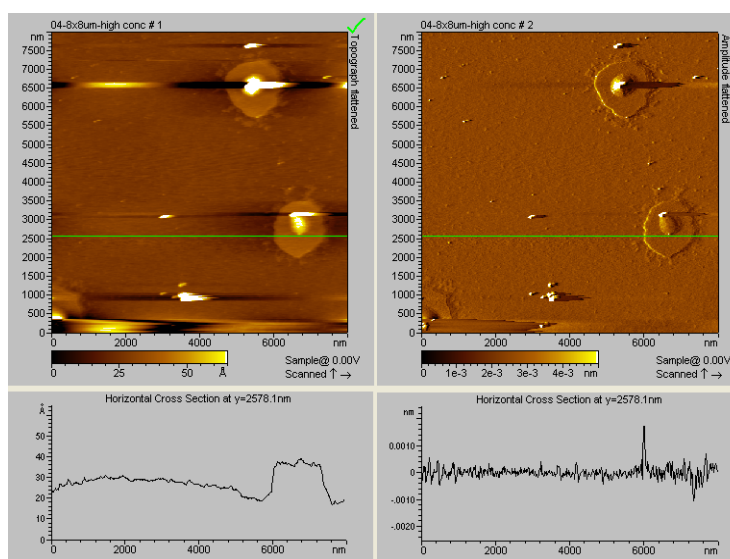 04-8x8um-high conc # 1
nm
7500
7000
6500
6000
5500
5000
4500
4000
3500
3000
2500
2000
1500
1000
500
0
0 2000 4000 6000 nm
Topograph flattened
0 25 50 Å
Sample@ 0.00V
Scanned ↑ →
04-8x8um-high conc # 2
nm
7500
7000
6500
6000
5500
5000
4500
4000
3500
3000
2500
2000
1500
1000
500
0
0 2000 4000 6000 nm
Amplitude flattened
0 1e-3 2e-3 3e-3 4e-3 nm
Sample@ 0.00V
Scanned ↑ →
Horizontal Cross Section at y=2578.1nm
Å
50
40
30
20
10
0
0 2000 4000 6000 nm
Horizontal Cross Section at y=2578.1nm
nm
0.0010
0
-.0010
-.0020
0 2000 4000 6000 nm